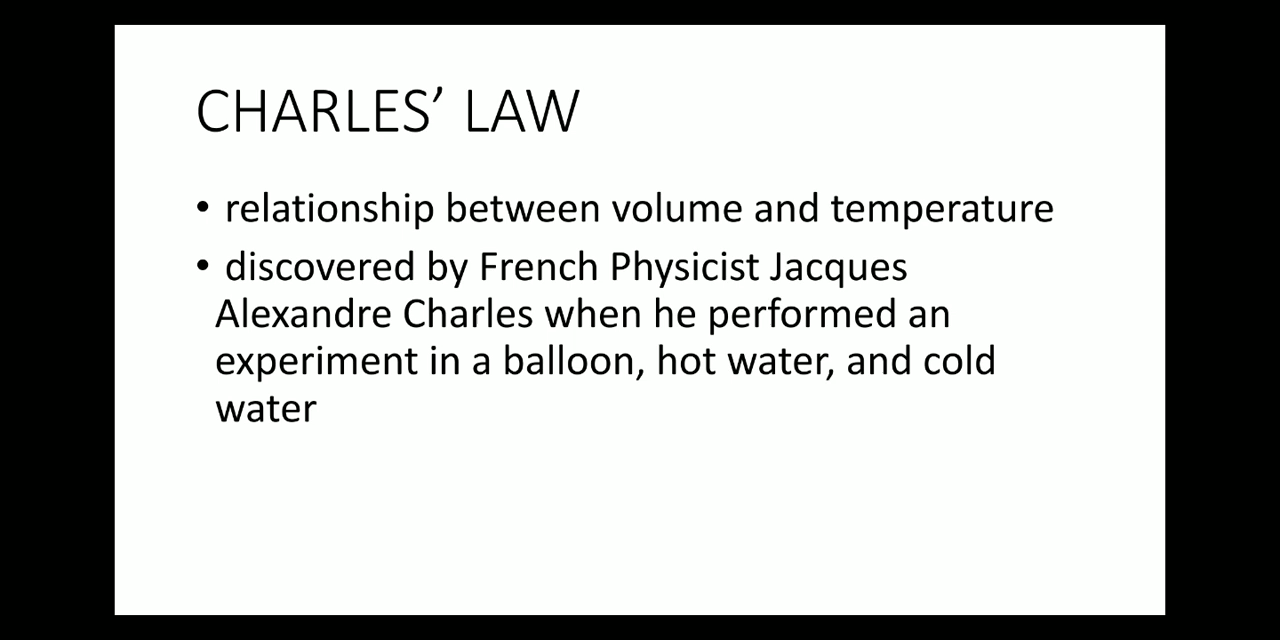 CHARLES’ LAW
• relationship between volume and temperature
• discovered by French Physicist Jacques
Alexandre Charles when he performed an
experiment in a balloon, hot water, and cold
water